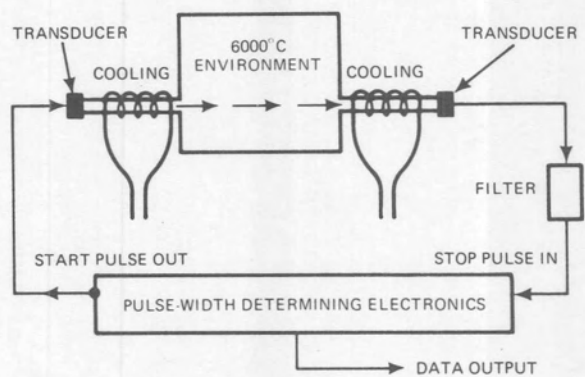 TRANSDUCER
TRANSDUCER
6000°C
ENVIRONMENT
COOLING
COOLING
FILTER
START PULSE OUT
STOP PULSE IN
PULSE-WIDTH DETERMINING ELECTRONICS
DATA OUTPUT